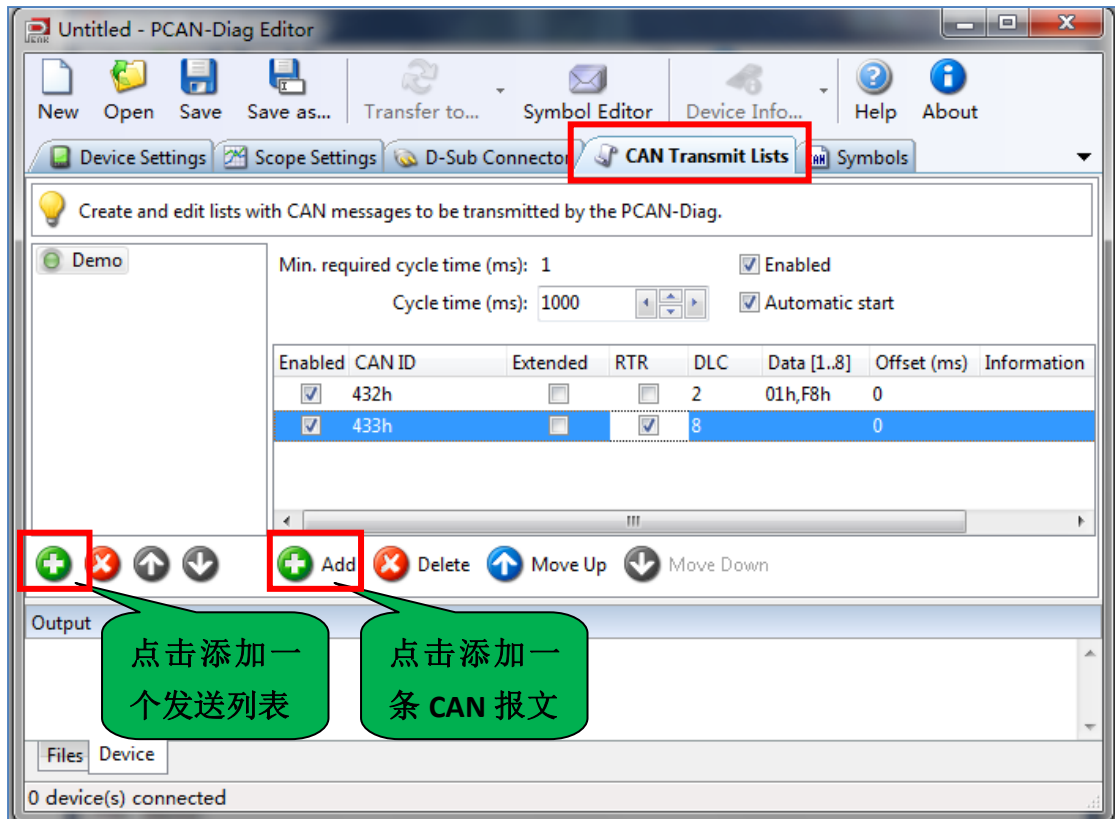 Untitled - PCAN-Diag Editor
New Open Save Save as... Transfer to... Symbol Editor Device Info... Help About
Device Settings Scope Settings D-Sub Connector CAN Transmit Lists Symbols
Create and edit lists with CAN messages to be transmitted by the PCAN-Diag.
Demo
Min. required cycle time (ms): 1 Enabled
Cycle time (ms): 1000 Automatic start
Enabled CAN ID Extended RTR DLC Data [1..8] Offset (ms) Information
432h 2 01h,F8h 0
433h 8 0
Add Delete Move Up Move Down
Output
点击添加一
个发送列表
点击添加一
条 CAN 报文
Files Device
0 device(s) connected